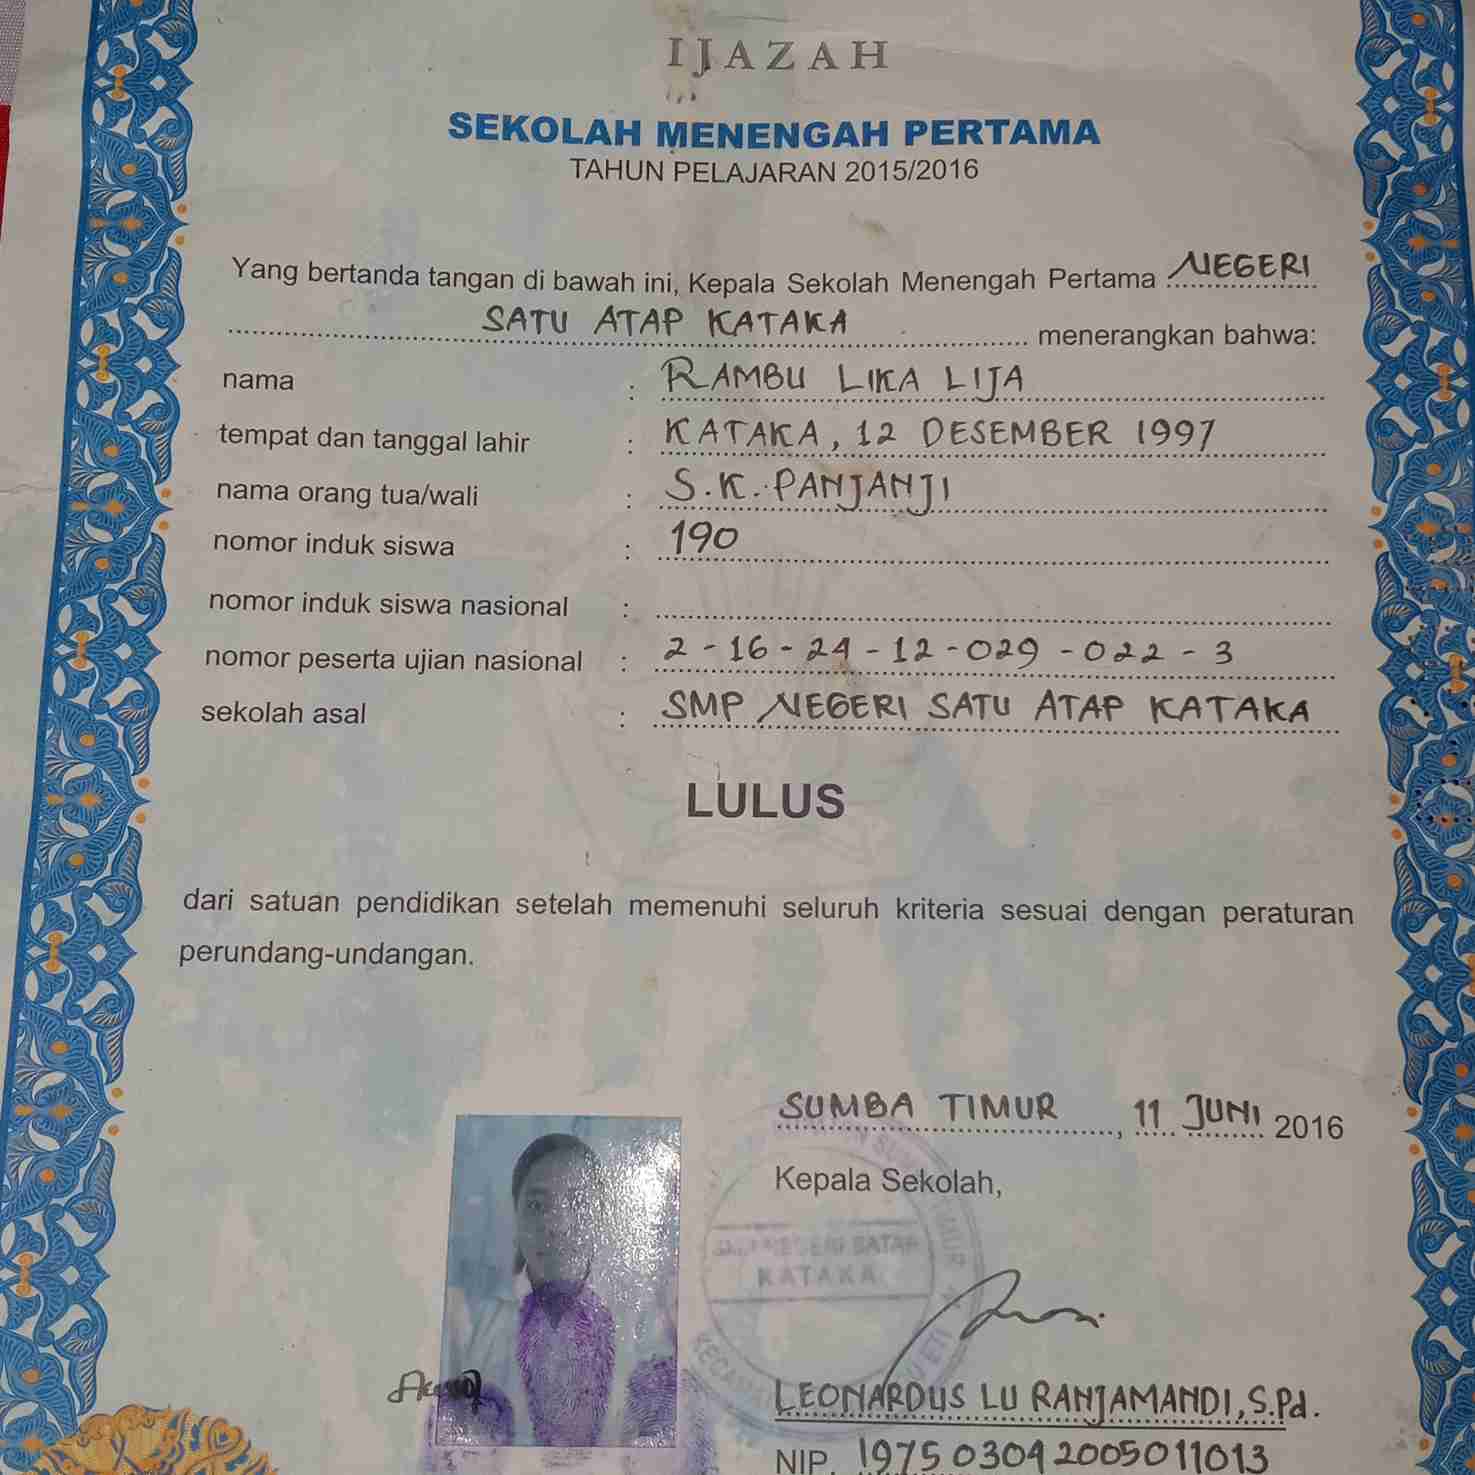 IJAZAH
SEKOLAH MENENGAH PERTAMA
TAHUN PELAJARAN 2015/2016
Yang bertanda tangan di bawah ini, Kepala Sekolah Menengah Pertama NEGERI
SATU ATAP KATAKA menerangkan bahwa:
nama : RAMBU LIKA LIJA
tempat dan tanggal lahir : KATAKA, 12 DESEMBER 1997
nama orang tua/wali : S.K. PANJANJI
nomor induk siswa : 190
nomor induk siswa nasional :
nomor peserta ujian nasional : 2-16-24-12-029-022-3
sekolah asal : SMP NEGERI SATU ATAP KATAKA
LULUS
dari satuan pendidikan setelah memenuhi seluruh kriteria sesuai dengan peraturan
perundang-undangan.
SUMBA TIMUR, 11 JUNI 2016
Kepala Sekolah,
SMP NEGERI SATAP
KATAKA
LEONARDUS LU RANJAMANDI, S.Pd.
NIP. 197503042005011013